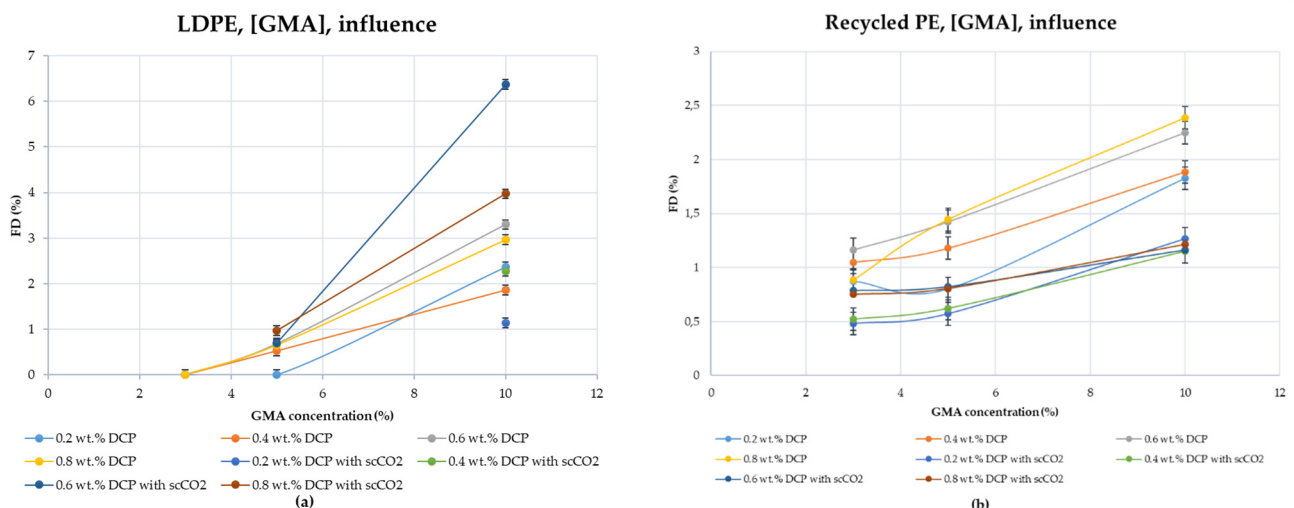 LDPE, [GMA], influence
7
6
5
4
3
2
1
0
FD (%)
0 2 4 6 8 10 12
GMA concentration (%)
0.2 wt.% DCP 0.4 wt.% DCP 0.6 wt.% DCP
0.8 wt.% DCP 0.2 wt.% DCP with scCO2 0.4 wt.% DCP with scCO2
0.6 wt.% DCP with scCO2 0.8 wt.% DCP with scCO2
(a)
Recycled PE, [GMA], influence
3
2,5
2
1,5
1
0,5
0
FD (%)
0 2 4 6 8 10 12
GMA concentration (%)
0.2 wt.% DCP 0.4 wt.% DCP 0.6 wt.% DCP
0.8 wt.% DCP 0.2 wt.% DCP with scCO2 0.4 wt.% DCP with scCO2
0.6 wt.% DCP with scCO2 0.8 wt.% DCP with scCO2
(b)